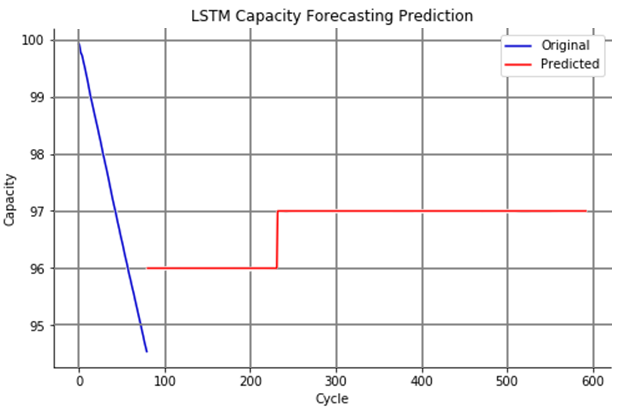 LSTM Capacity Forecasting Prediction
Original
Predicted
100
99
98
97
96
95
Capacity
0 100 200 300 400 500 600
Cycle